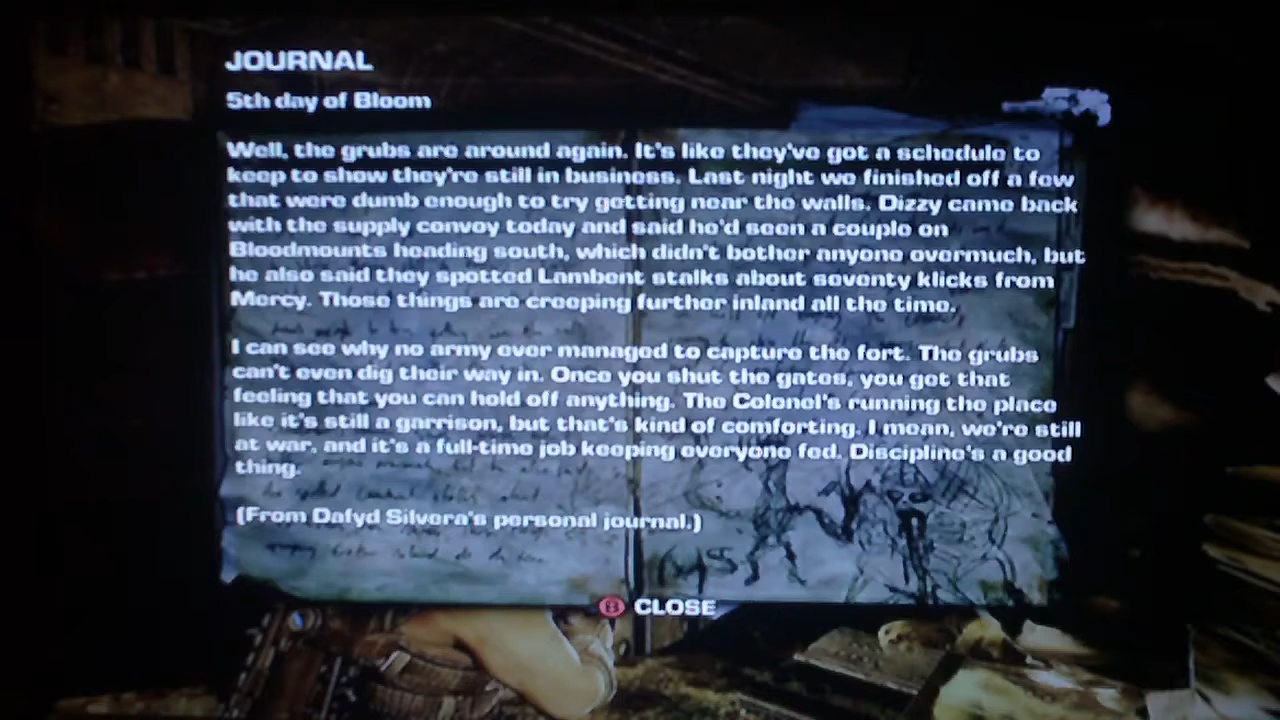 JOURNAL
5th day of Bloom
Well, the grubs are around again. It's like they've got a schedule to
keep to show they're still in business. Last night we finished off a few
that were dumb enough to try getting near the walls. Dizzy came back
with the supply convoy today and said he'd seen a couple on
Bloodmounts heading south, which didn't bother anyone overmuch, but
he also said they spotted Lambent stalks about seventy klicks from
Mercy. Those things are creeping further inland all the time.
I can see why no army ever managed to capture the fort. The grubs
can't even dig their way in. Once you shut the gates, you get that
feeling that you can hold off anything. The Colonel's running the place
like it's still a garrison, but that's kind of comforting. I mean, we're still
at war, and it's a full-time job keeping everyone fed. Discipline's a good
thing.
(From Dafyd Silvera's personal journal.)
B CLOSE